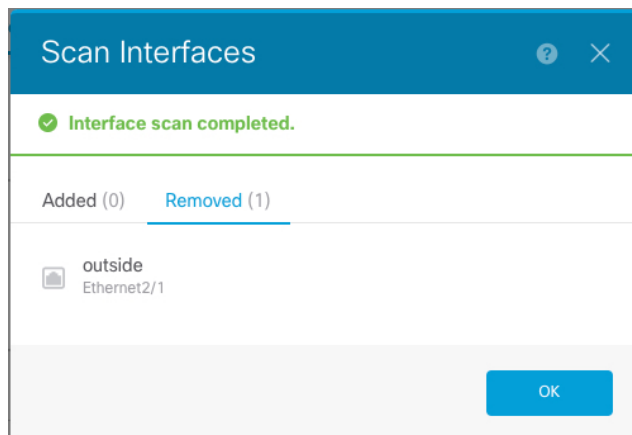 Scan Interfaces
Interface scan completed.
Added (0) Removed (1)
outside
Ethernet2/1
OK